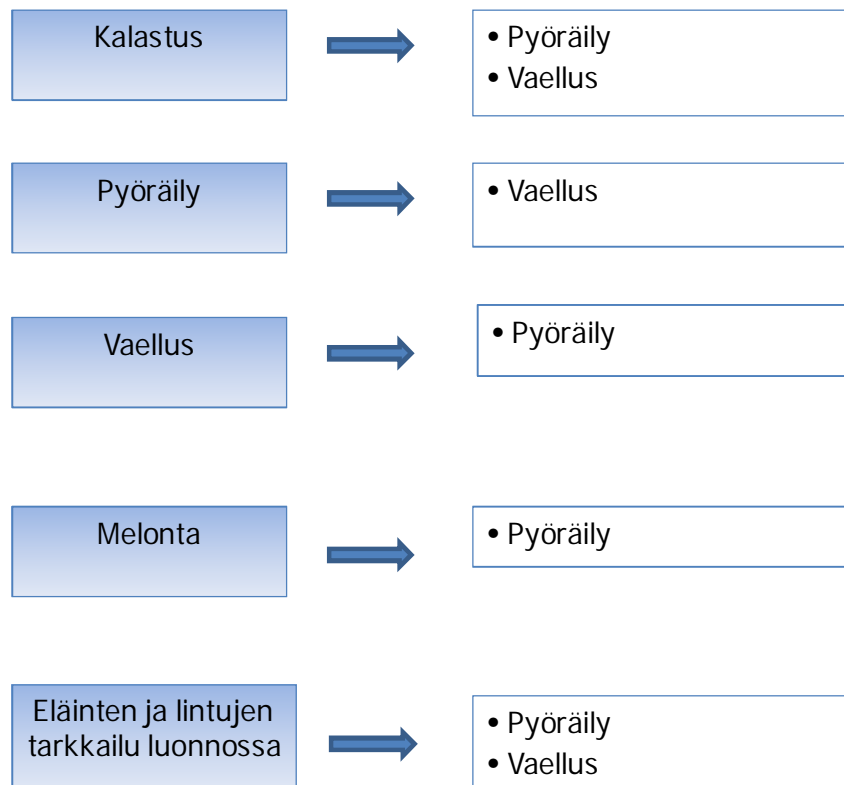 Kalastus
• Pyöräily
• Vaellus
Pyöräily
• Vaellus
Vaellus
• Pyöräily
Melonta
• Pyöräily
Eläinten ja lintujen
tarkkailu luonnossa
• Pyöräily
• Vaellus